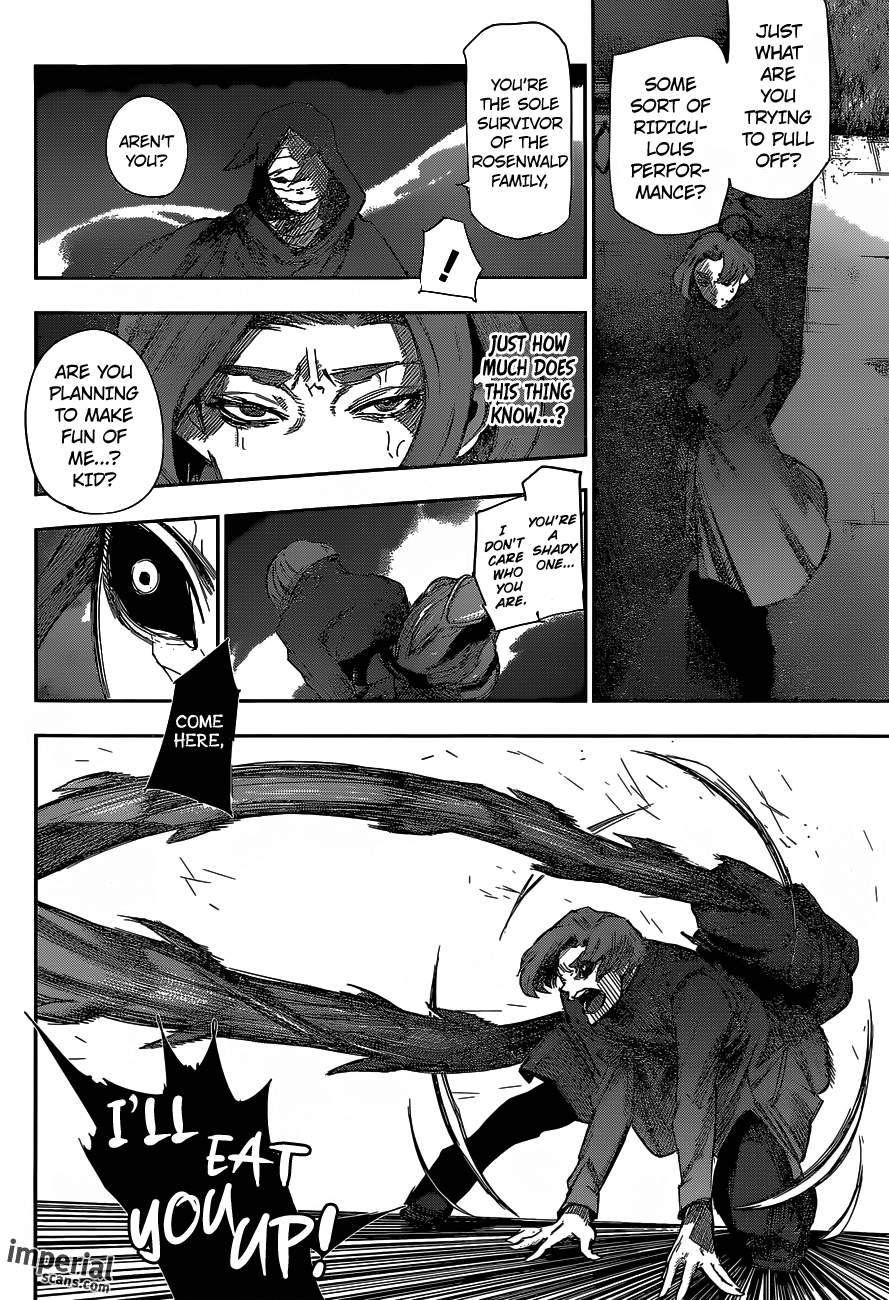 JUST
WHAT
ARE
YOU
TRYING
TO PULL
OFF?
SOME
SORT OF
RIDICU-
LOUS
PERFOR-
MANCE?
YOU'RE
THE SOLE
SURVIVOR
OF THE
ROSENWALD
FAMILY,
AREN'T
YOU?
!
JUST HOW
MUCH DOES
THIS THING
KNOW...?
ARE YOU
PLANNING
TO MAKE
FUN OF
ME...?
KID?
YOU'RE
A
SHADY
ONE...
I
DON'T
CARE
WHO
YOU
ARE.
COME
HERE,
I'LL
EAT
YOU
UP!
imperial
scans.com